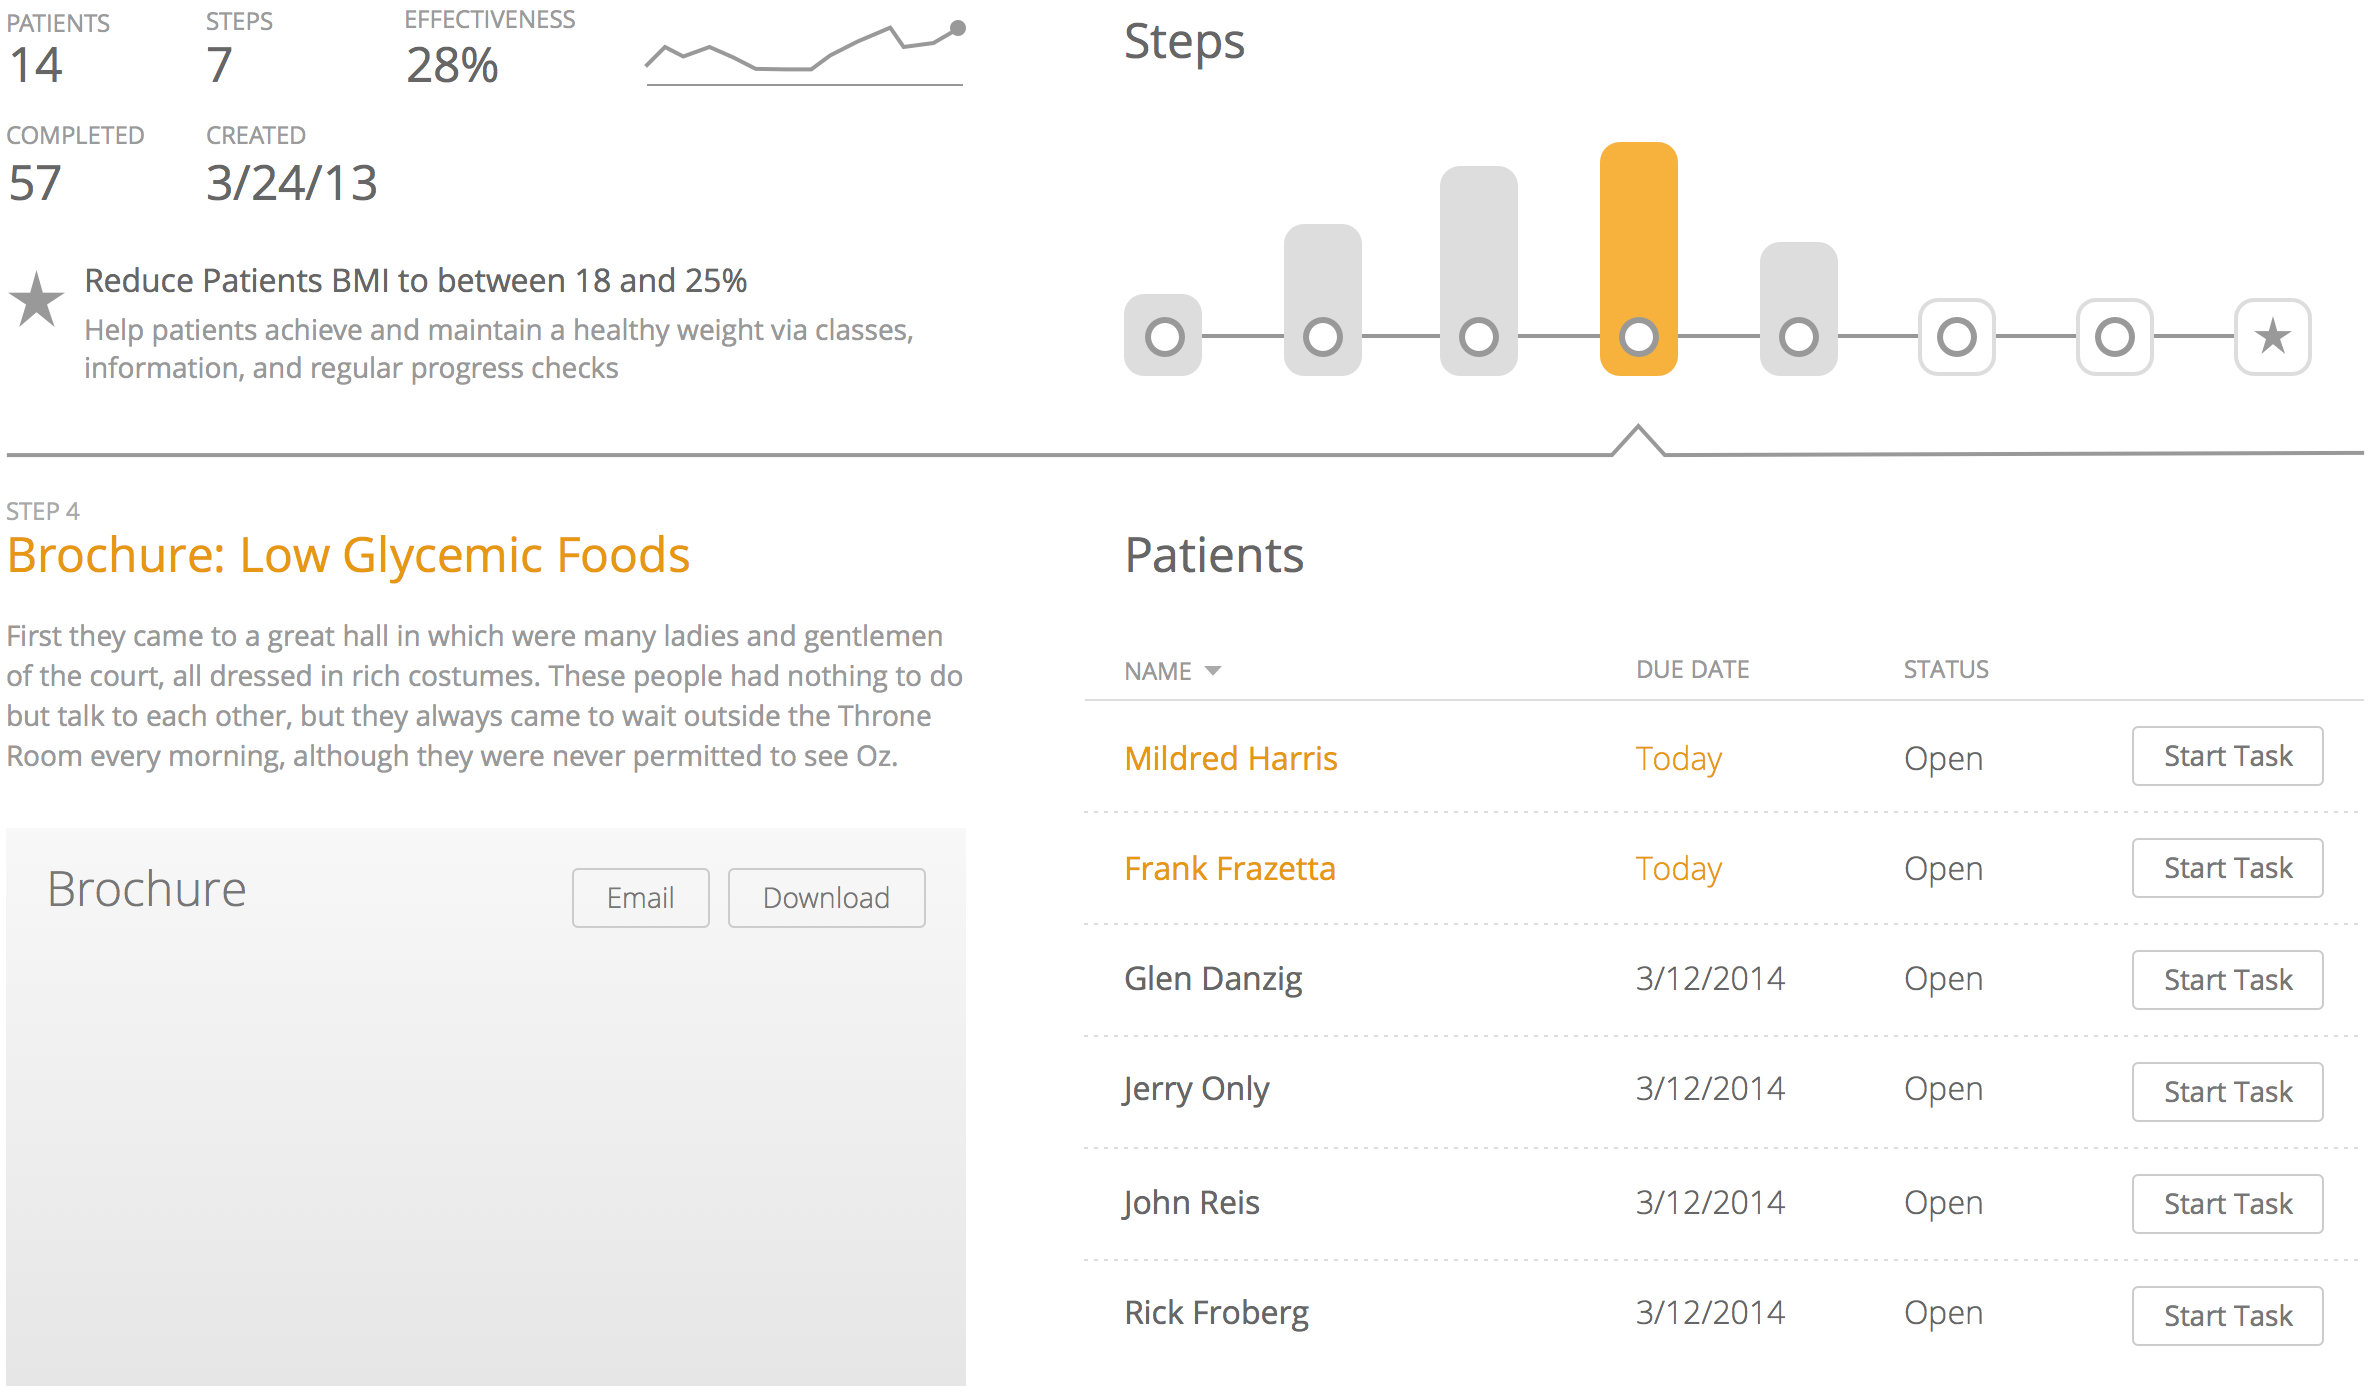 PATIENTS
14
STEPS
7
EFFECTIVENESS
28%
COMPLETED
57
CREATED
3/24/13
Reduce Patients BMI to between 18 and 25%
Help patients achieve and maintain a healthy weight via classes,
information, and regular progress checks
Steps
STEP 4
Brochure: Low Glycemic Foods
First they came to a great hall in which were many ladies and gentlemen
of the court, all dressed in rich costumes. These people had nothing to do
but talk to each other, but they always came to wait outside the Throne
Room every morning, although they were never permitted to see Oz.
Brochure
Email
Download
Patients
NAME DUE DATE STATUS
Mildred Harris Today Open Start Task
Frank Frazetta Today Open Start Task
Glen Danzig 3/12/2014 Open Start Task
Jerry Only 3/12/2014 Open Start Task
John Reis 3/12/2014 Open Start Task
Rick Froberg 3/12/2014 Open Start Task